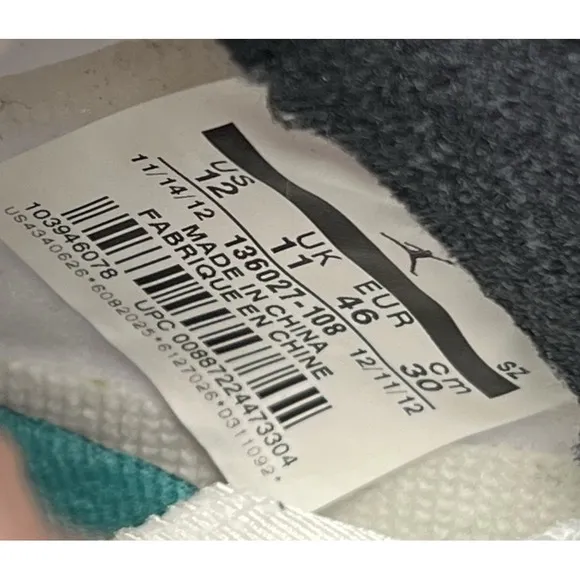 US UK EUR cm
12 11 46 30
11/14/12 12/11/12
136027-108
MADE IN CHINA
FABRIQUE EN CHINE
UPC 00887224473304
103946078
US4340626*6082025*6127026*0311092*
SZ